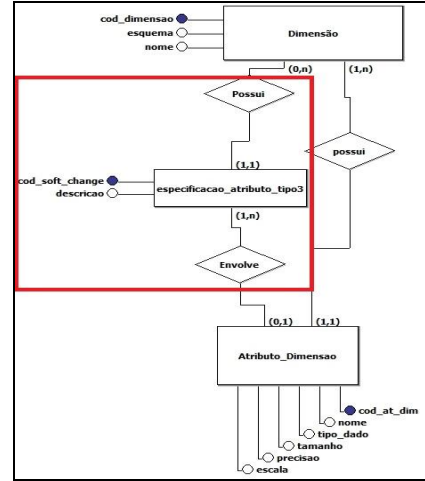 cod_dimensao
esquema
nome
Dimensão
(0,n)
(1,n)
Possui
possui
(1,1)
cod_soft_change
descricao
especificacao_atributo_tipo3
(1,n)
Envolve
(0,1)
(1,1)
Atributo_Dimensao
cod_at_dim
nome
tipo_dado
tamanho
precisao
escala